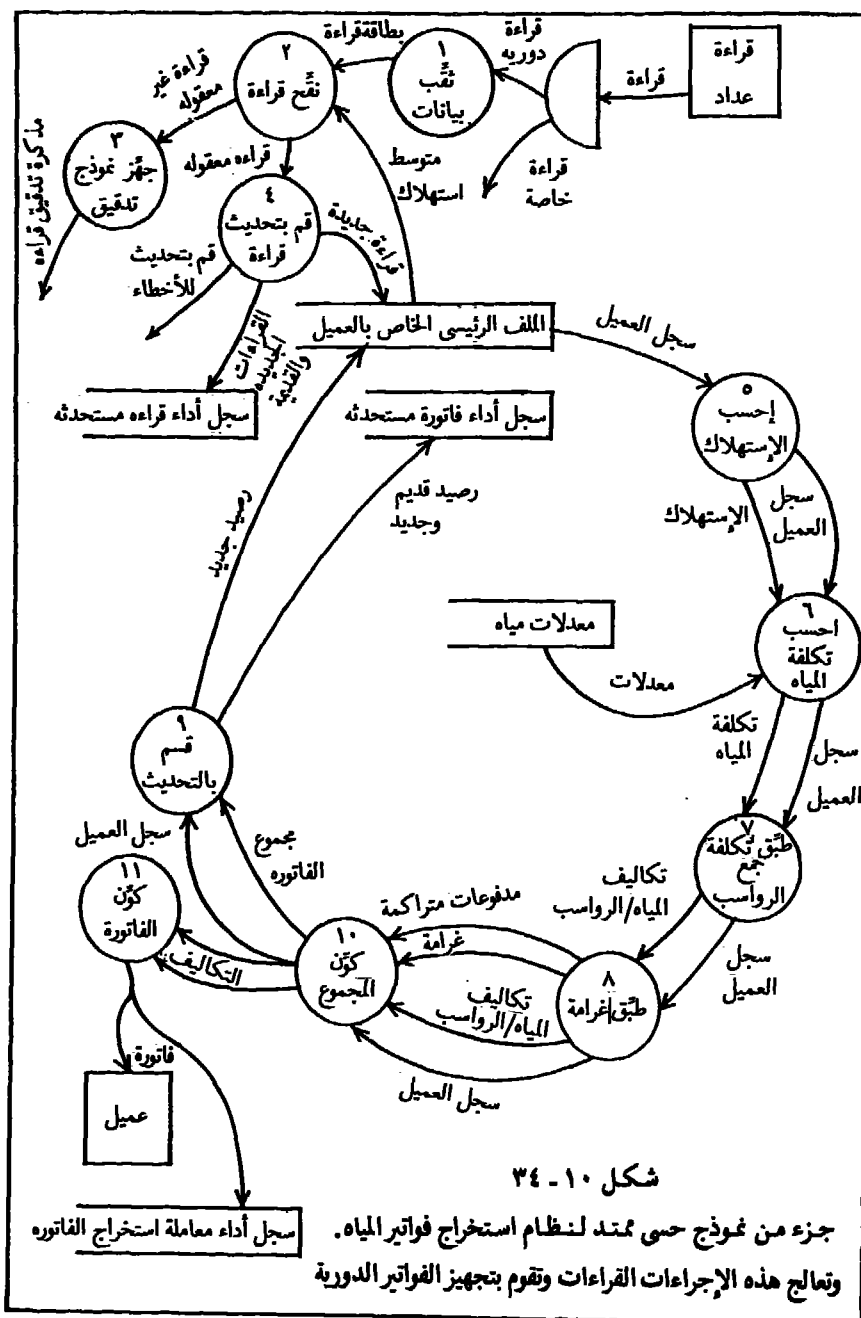 قراءة
عداد
قراءة
قراءة
دوريه
قراءة
خاصة
١
ثقَّب
بيانات
بطاقة قراءة
٢
نقَّح قراءة
قراءة غير
معقوله
٣
جهَّز نموذج
تدقيق
مذكرة تدقيق قراءه
قراءه معقوله
٤
قم بتحديث
قراءة
متوسط
استهلاك
قراءة جديدة
قم بتحديث
للأخطاء
القراءات
الجديده
والقديمة
الملف الرئيسى الخاص بالعميل
سجل العميل
سجل أداء قراءه مستحدثه
سجل أداء فاتورة مستحدثه
٥
إحسب
الإستهلاك
سجل
العميل
الإستهلاك
رصيد قديم
وجديد
رصيد جديد
٦
احسب
تكلفة
المياه
معدلات مياه
معدلات
تكلفة
المياه
سجل
العميل
٧
طبَّق تكلفة
جمع
الرواسب
تكاليف
المياه/الرواسب
سجل
العميل
٨
طبَّق غرامة
مدفوعات متراكمة
غرامة
تكاليف
المياه/الرواسب
سجل العميل
١٠
كوِّن
المجموع
مجموع
الفاتوره
سجل العميل
٩
قسم
بالتحديث
التكاليف
١١
كوِّن
الفاتورة
فاتورة
عميل
سجل أداء معاملة استخراج الفاتوره
شكل ١٠ - ٣٤
جزء من نموذج حسى ممتد لنظام استخراج فواتير المياه.
وتعالج هذه الإجراءات القراءات وتقوم بتجهيز الفواتير الدورية